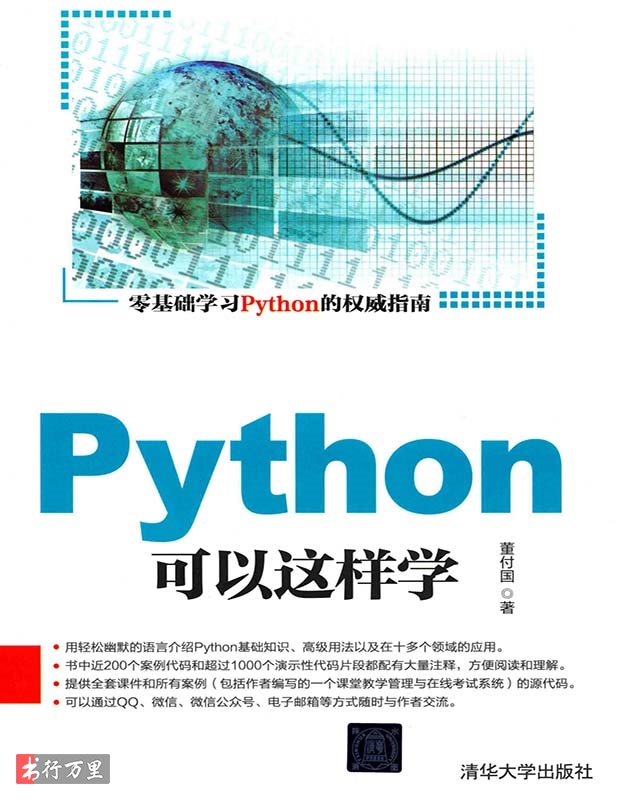 零基础学习Python的权威指南
Python
可以这样学
董付国◎著
• 用轻松幽默的语言介绍Python基础知识、高级用法以及在十多个领域的应用。
• 书中近200个案例代码和超过1000个演示性代码片段都配有大量注释，方便阅读和理解。
• 提供全套课件和所有案例（包括作者编写的一个课堂教学管理与在线考试系统）的源代码。
• 可以通过QQ、微信、微信公众号、电子邮箱等方式随时与作者交流。
书行万里
清华大学出版社